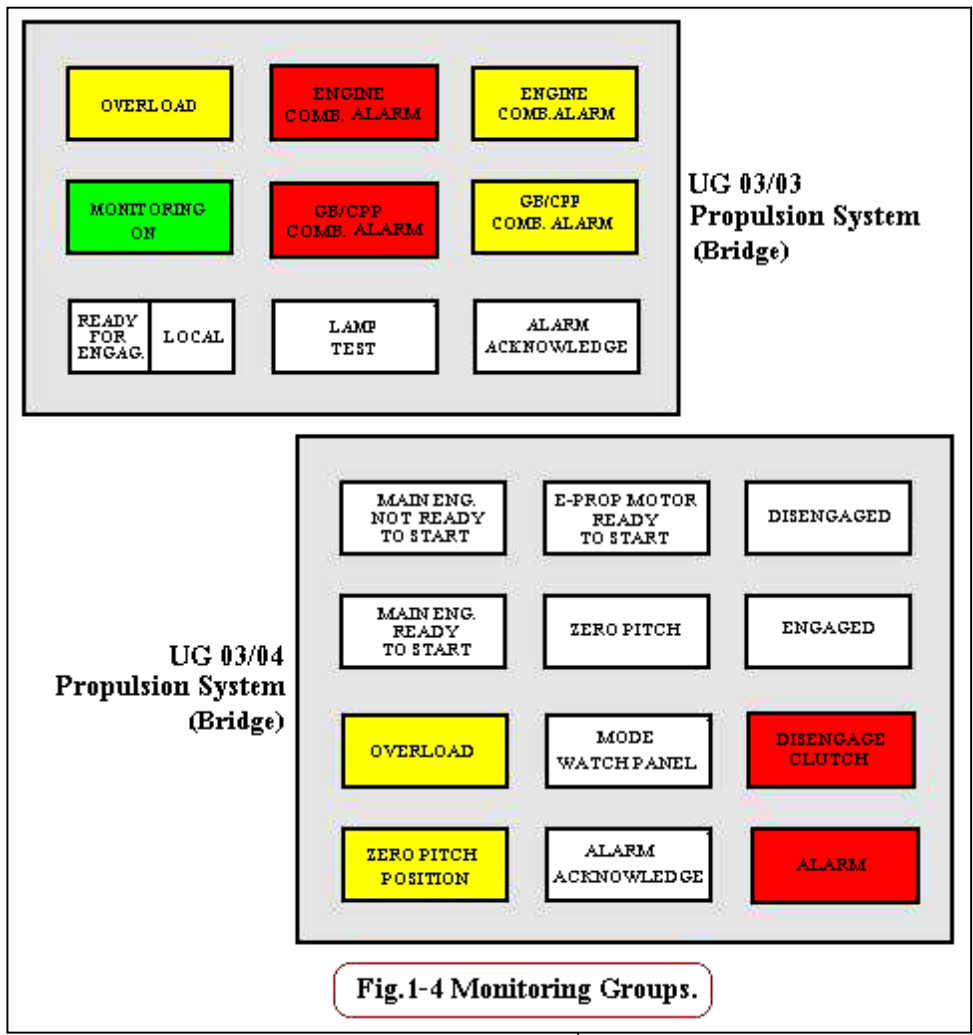 OVERLOAD
ENGINE
COMB. ALARM
ENGINE
COMB.ALARM
MONITORING
ON
GB/CPP
COMB. ALARM
GB/CPP
COMB. ALARM
READY
FOR
ENGAG.
LOCAL
LAMP
TEST
ALARM
ACKNOWLEDGE
UG 03/03
Propulsion System
(Bridge)
MAIN ENG.
NOT READY
TO START
E-PROP MOTOR
READY
TO START
DISENGAGED
MAIN ENG.
READY
TO START
ZERO PITCH
ENGAGED
UG 03/04
Propulsion System
(Bridge)
OVERLOAD
MODE
WATCH PANEL
DISENGAGE
CLUTCH
ZERO PITCH
POSITION
ALARM
ACKNOWLEDGE
ALARM
Fig.1-4 Monitoring Groups.